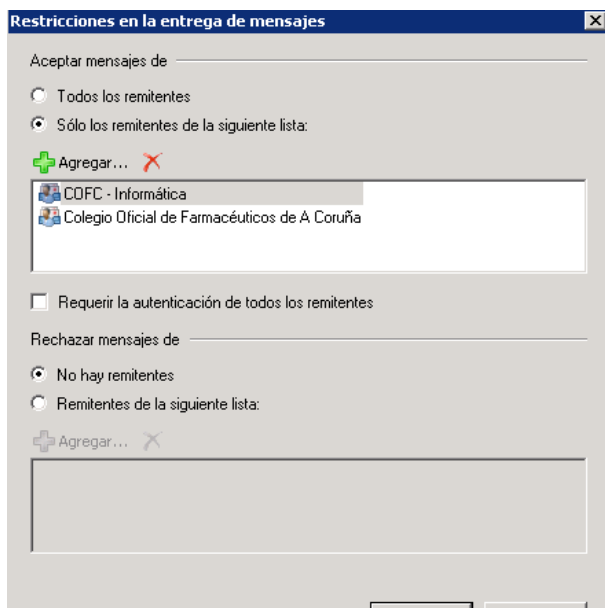 Restricciones en la entrega de mensajes
Aceptar mensajes de
Todos los remitentes
Sólo los remitentes de la siguiente lista:
Agregar...
COFC - Informática
Colegio Oficial de Farmacéuticos de A Coruña
Requerir la autenticación de todos los remitentes
Rechazar mensajes de
No hay remitentes
Remitentes de la siguiente lista:
Agregar...